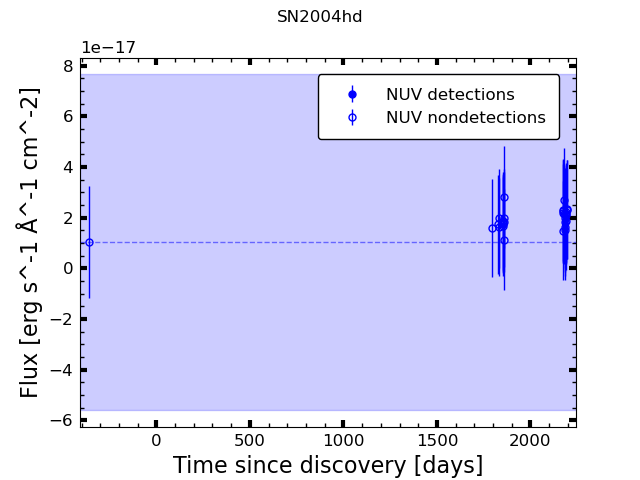 SN2004hd
1e−17
8
6
4
2
0
−2
−4
−6
Flux [erg s^-1 Å^-1 cm^-2]
NUV detections
NUV nondetections
0 500 1000 1500 2000
Time since discovery [days]